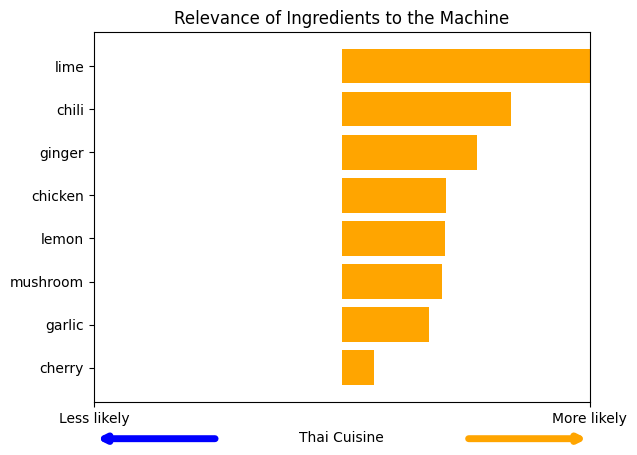 Relevance of Ingredients to the Machine
lime
chili
ginger
chicken
lemon
mushroom
garlic
cherry
Less likely
More likely
Thai Cuisine